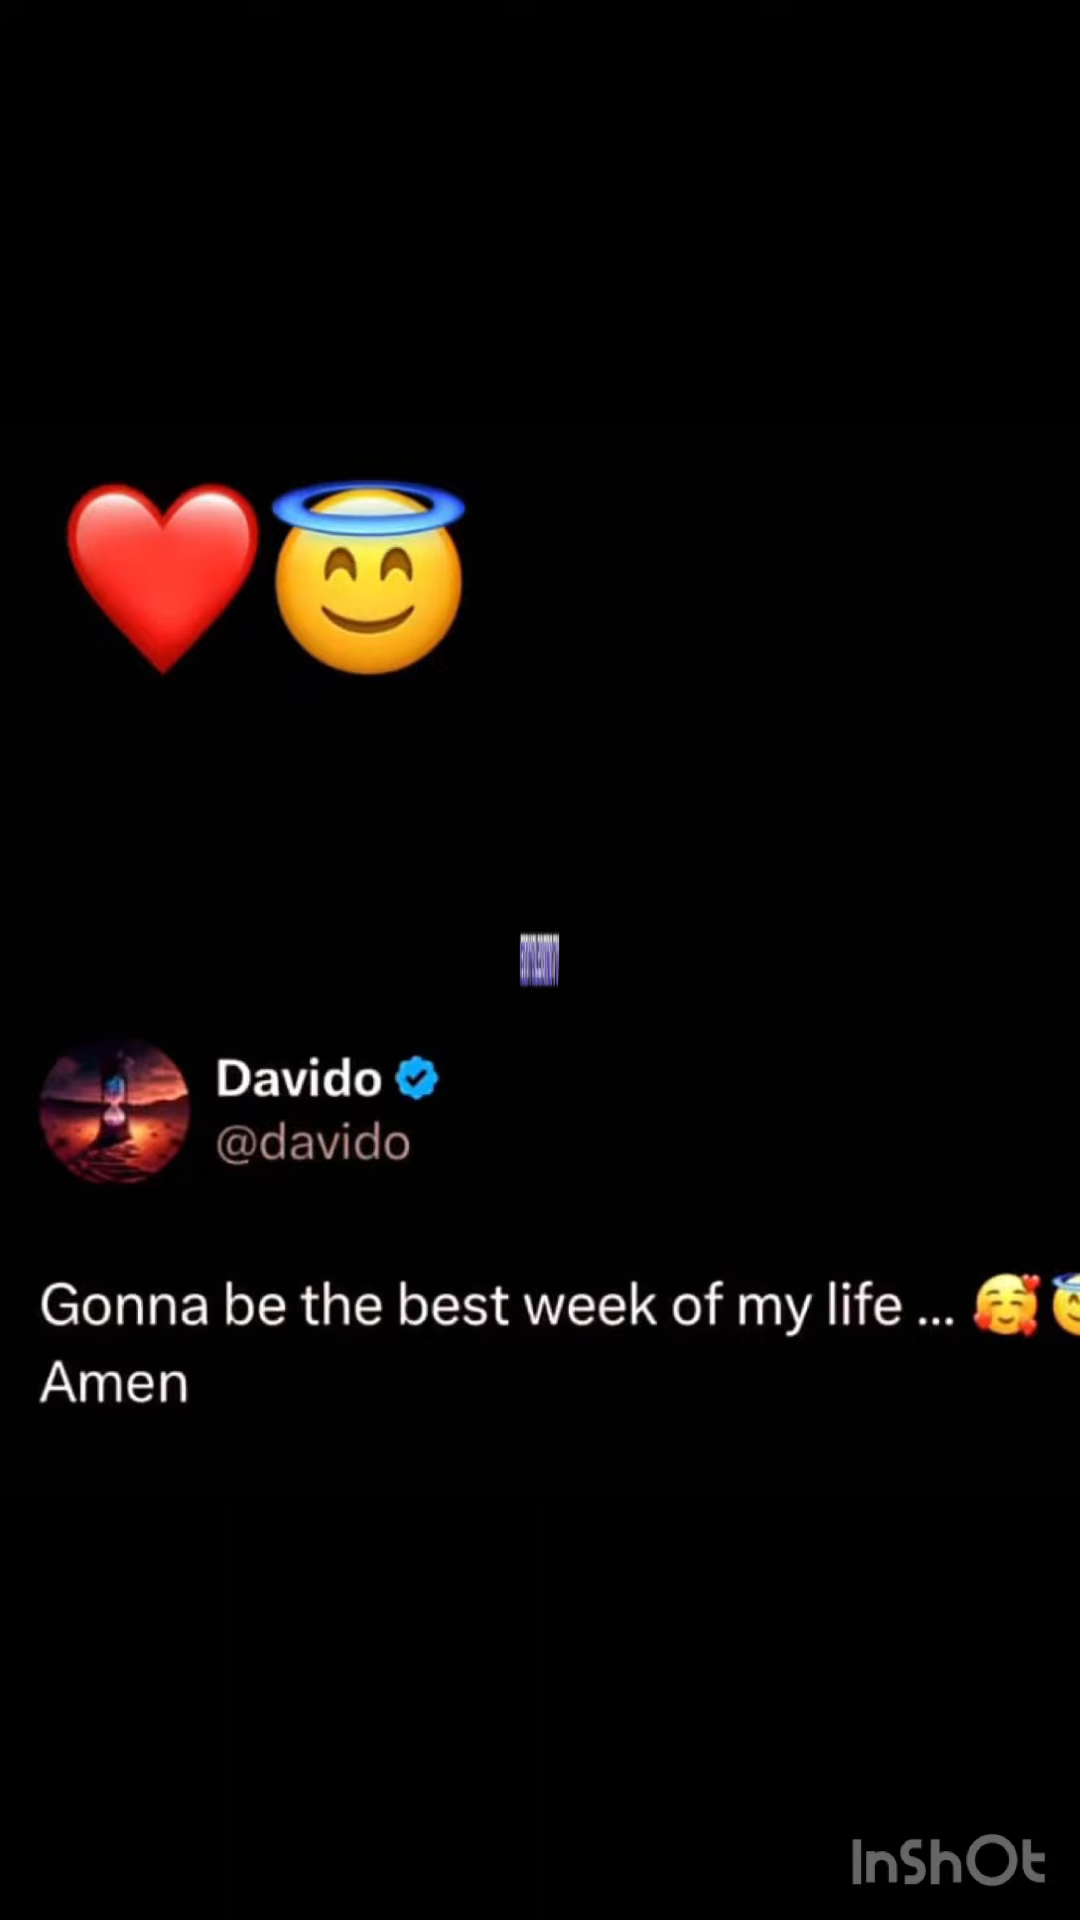 ❤️😇
Davido
@davido
Gonna be the best week of my life ... 🥰😇
Amen
InShOt